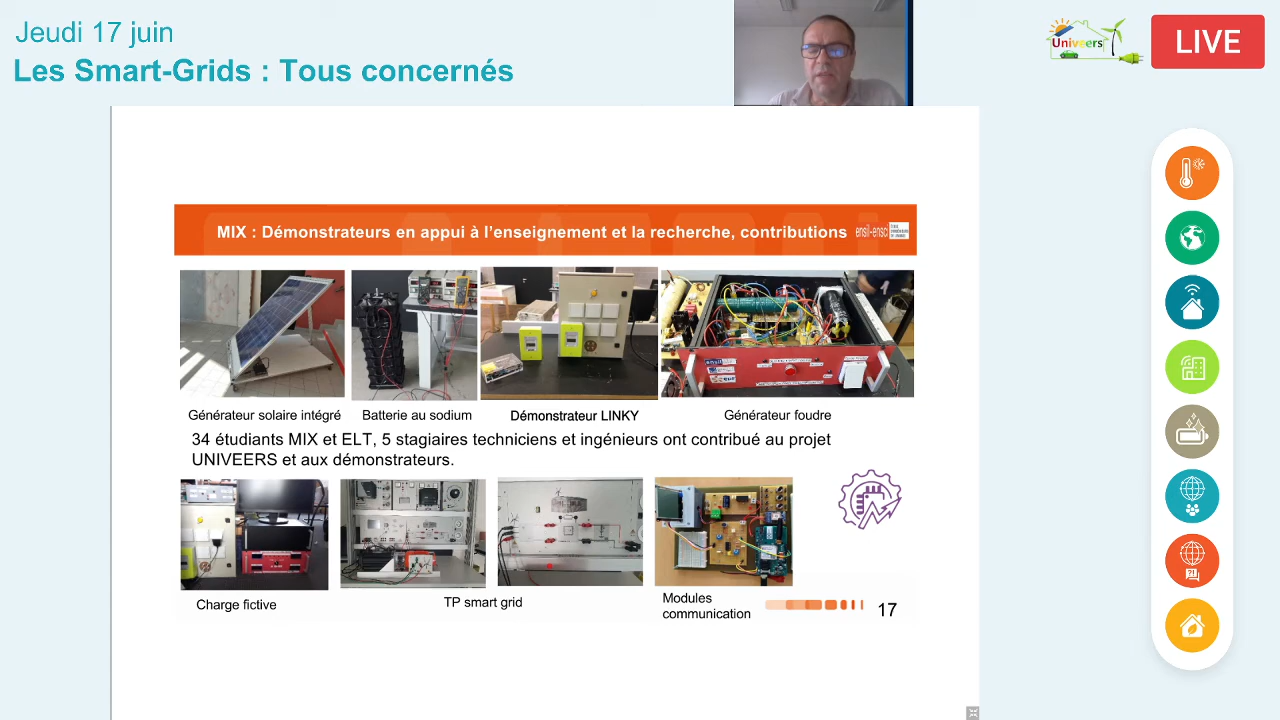 Jeudi 17 juin
Les Smart-Grids : Tous concernés
Univeers
LIVE
MIX : Démonstrateurs en appui à l'enseignement et la recherche, contributions
ensil-ensci
Générateur solaire intégré
Batterie au sodium
Démonstrateur LINKY
Générateur foudre
34 étudiants MIX et ELT, 5 stagiaires techniciens et ingénieurs ont contribué au projet
UNIVEERS et aux démonstrateurs.
Charge fictive
TP smart grid
Modules
communication
17